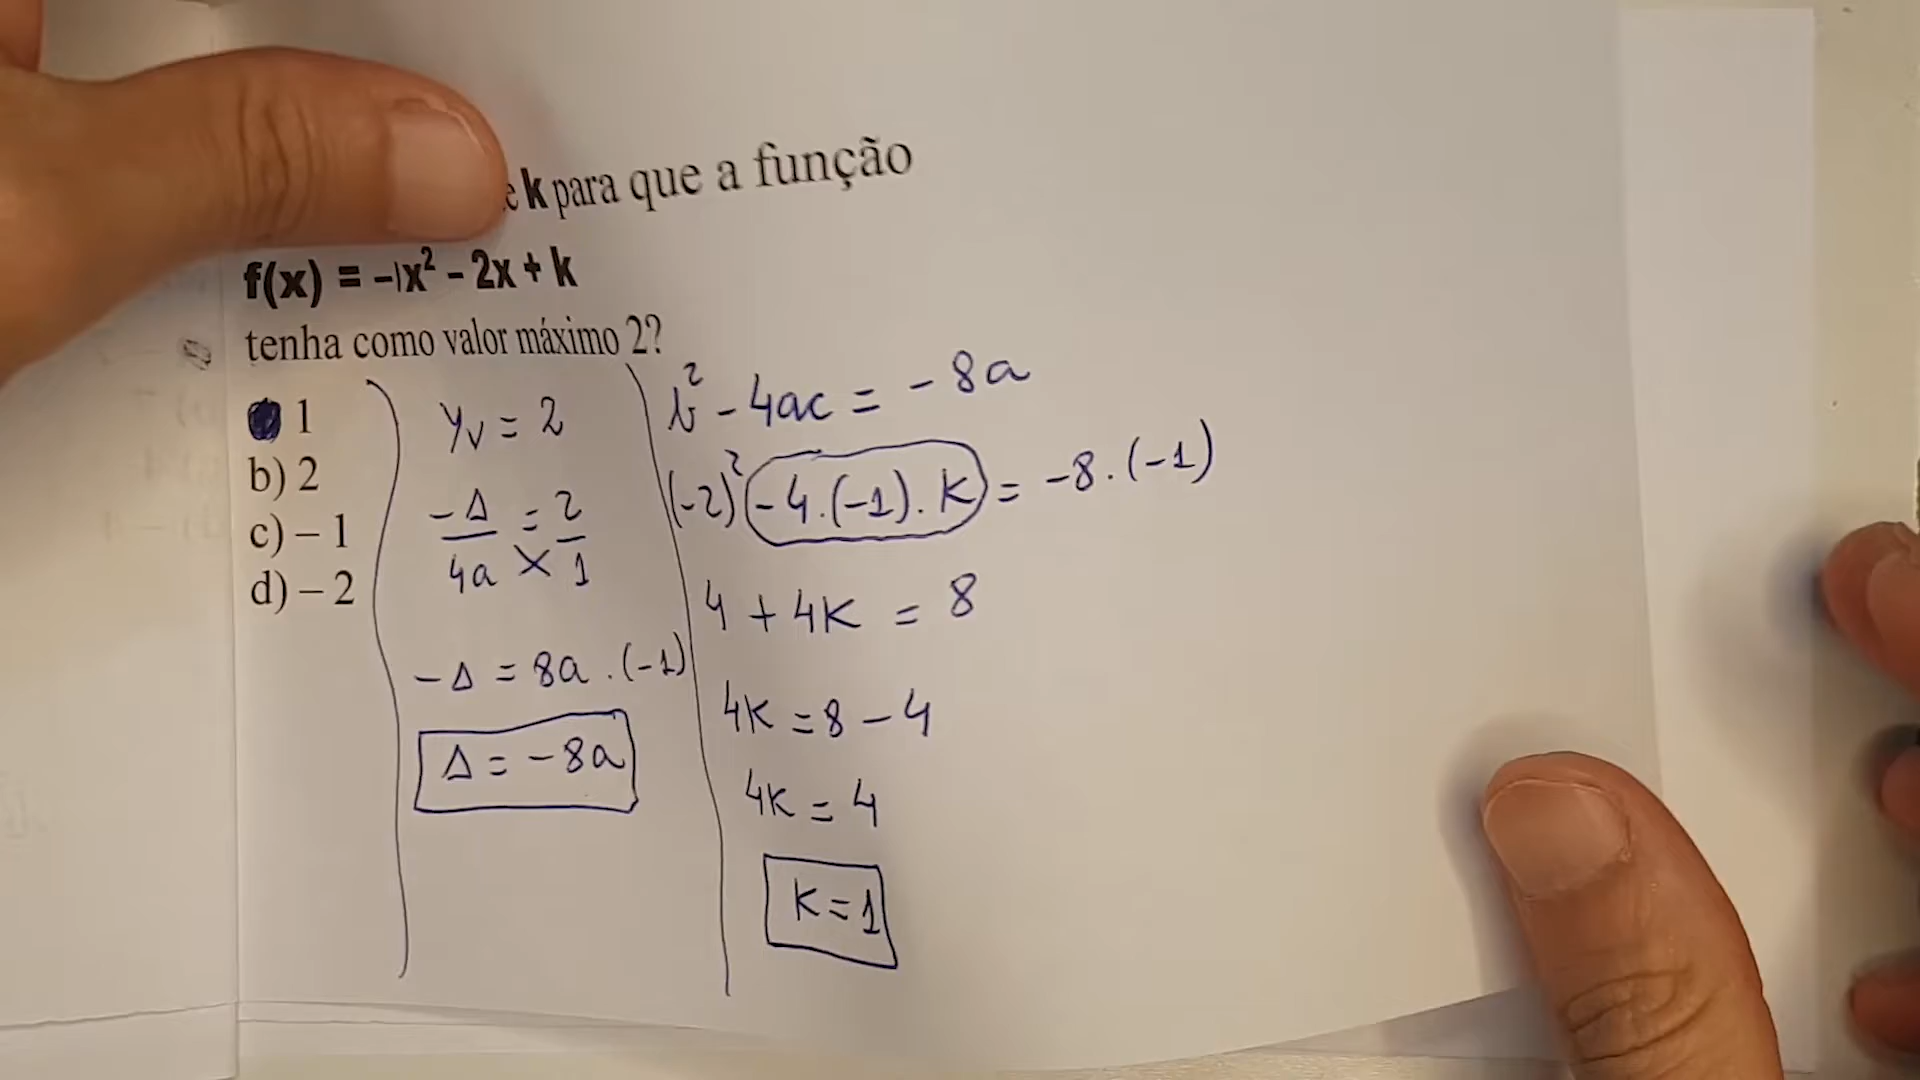 k para que a função
f(x) = -1x² - 2x + k
tenha como valor máximo 2?
1
b) 2
c) – 1
d) – 2
yv = 2
-Δ/4a = 2/1
-Δ = 8a . (-1)
Δ = -8a
b² - 4ac = -8a
(-2)² - 4 . (-1) . K = -8 . (-1)
4 + 4K = 8
4K = 8 - 4
4K = 4
K = 1